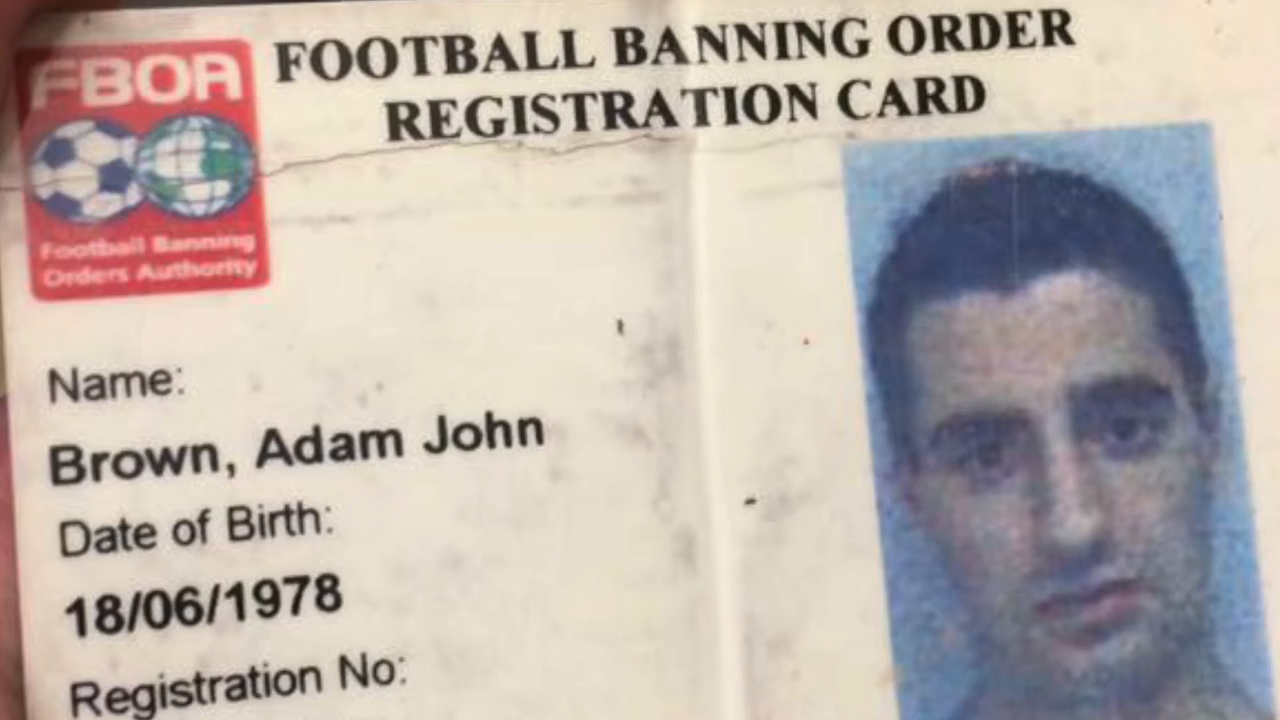 FBOA
Football Banning
Orders Authority
FOOTBALL BANNING ORDER
REGISTRATION CARD
Name:
Brown, Adam John
Date of Birth:
18/06/1978
Registration No: